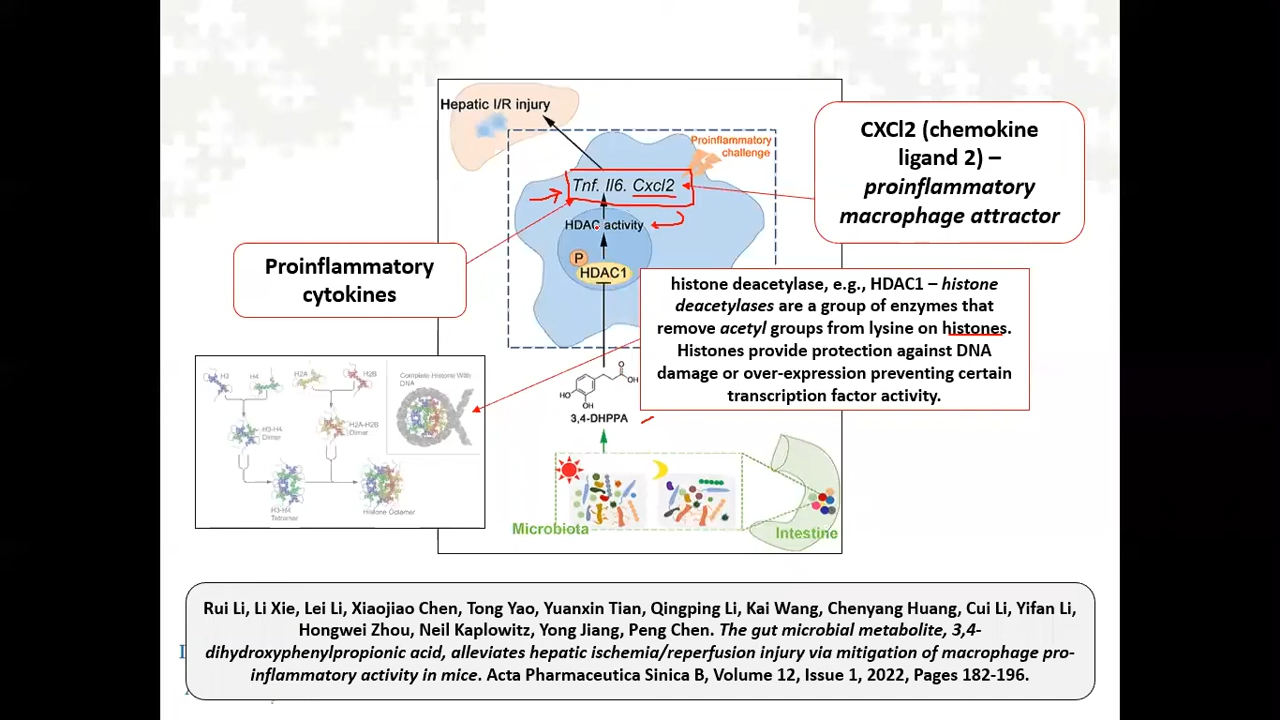 Hepatic I/R injury
Proinflammatory
challenge
Tnf. Il6. Cxcl2
HDAC activity
P
HDAC1
CXCl2 (chemokine
ligand 2) –
proinflammatory
macrophage attractor
Proinflammatory
cytokines
histone deacetylase, e.g., HDAC1 – histone
deacetylases are a group of enzymes that
remove acetyl groups from lysine on histones.
Histones provide protection against DNA
damage or over-expression preventing certain
transcription factor activity.
H3
H4
H2A
H2B
Complete Histone With
DNA
H3-H4
Dimer
H2A-H2B
Dimer
H3-H4
Tetramer
Histone Octamer
O
OH
HO
OH
3,4-DHPPA
Microbiota
Intestine
Rui Li, Li Xie, Lei Li, Xiaojiao Chen, Tong Yao, Yuanxin Tian, Qingping Li, Kai Wang, Chenyang Huang, Cui Li, Yifan Li,
Hongwei Zhou, Neil Kaplowitz, Yong Jiang, Peng Chen. The gut microbial metabolite, 3,4-
dihydroxyphenylpropionic acid, alleviates hepatic ischemia/reperfusion injury via mitigation of macrophage pro-
inflammatory activity in mice. Acta Pharmaceutica Sinica B, Volume 12, Issue 1, 2022, Pages 182-196.